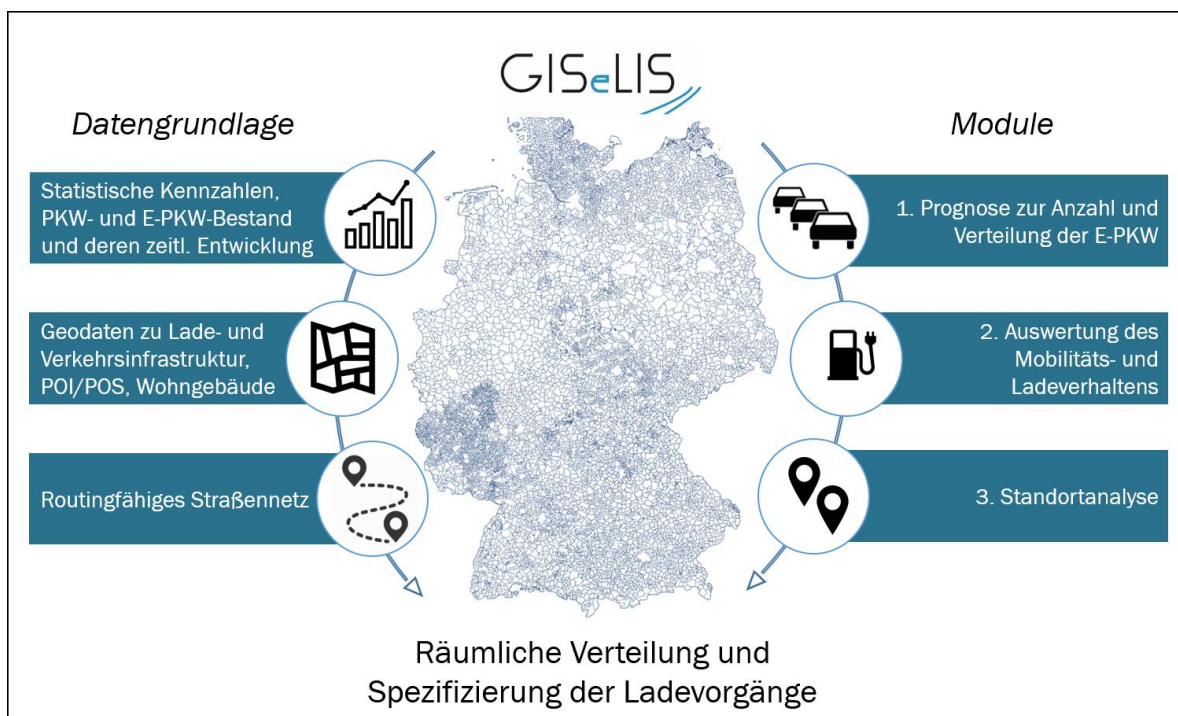 GISeLIS
Datengrundlage
Statistische Kennzahlen,
PKW- und E-PKW-Bestand
und deren zeitl. Entwicklung
Geodaten zu Lade- und
Verkehrsinfrastruktur,
POI/POS, Wohngebäude
Routingfähiges Straßennetz
Module
1. Prognose zur Anzahl und
Verteilung der E-PKW
2. Auswertung des
Mobilitäts- und
Ladeverhaltens
3. Standortanalyse
Räumliche Verteilung und
Spezifizierung der Ladevorgänge